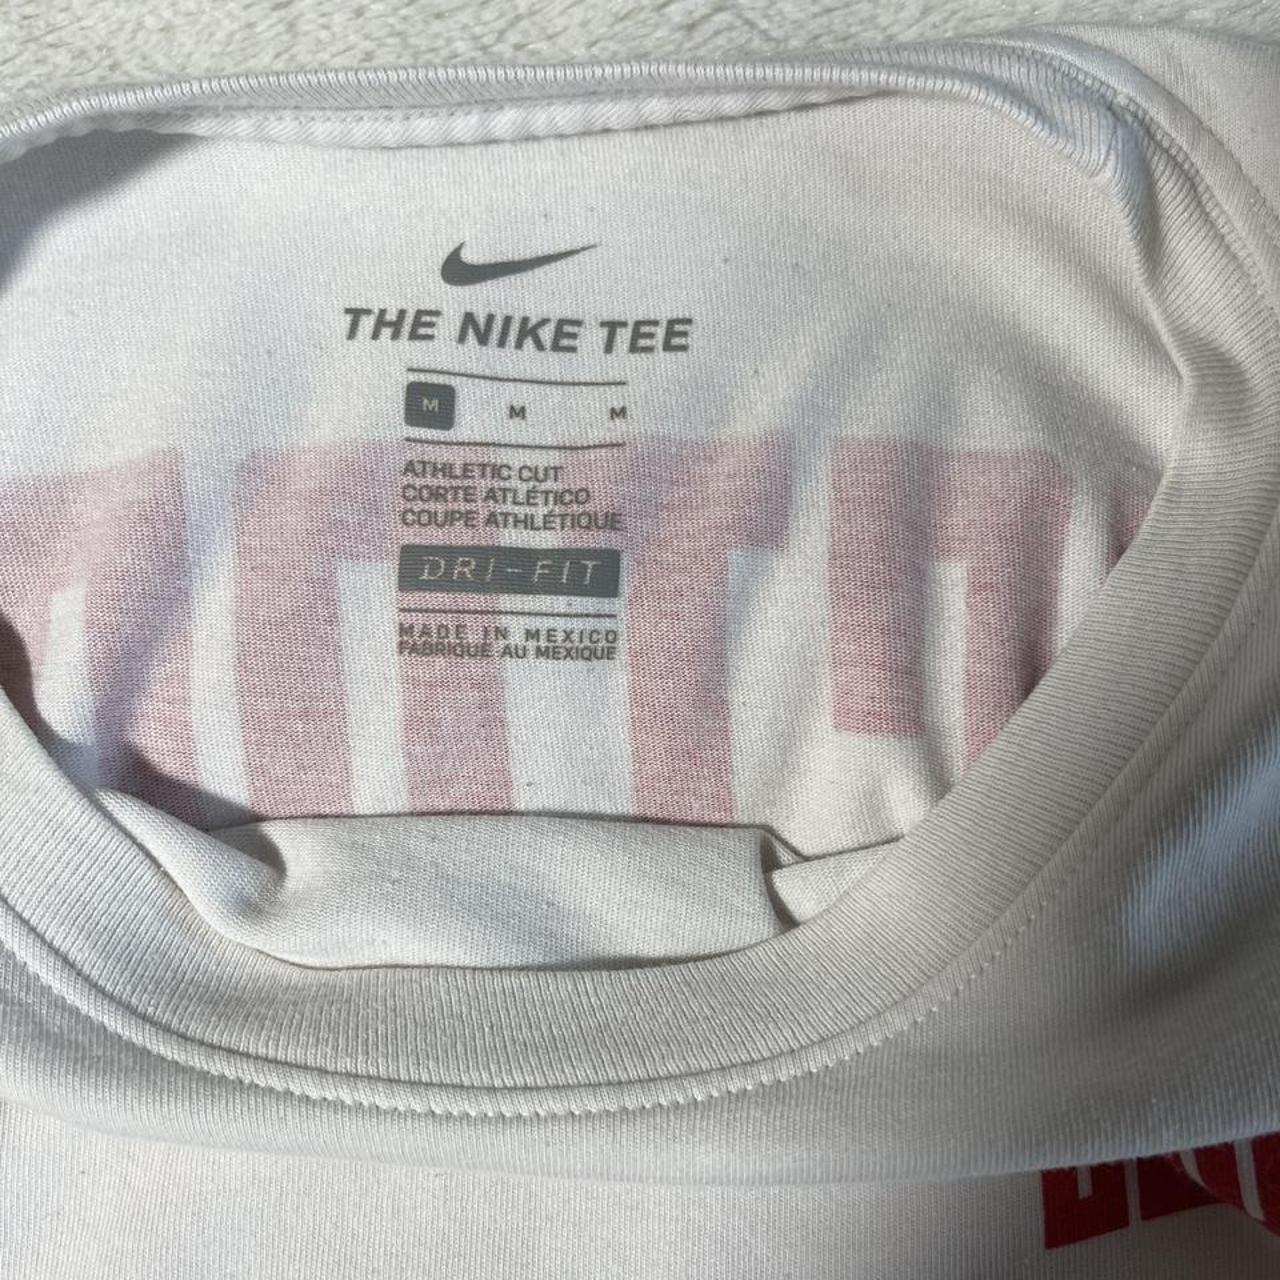 THE NIKE TEE
M M M
ATHLETIC CUT
CORTE ATLÉTICO
COUPE ATHLÉTIQUE
DRI-FIT
MADE IN MEXICO
FABRIQUÉ AU MEXIQUE